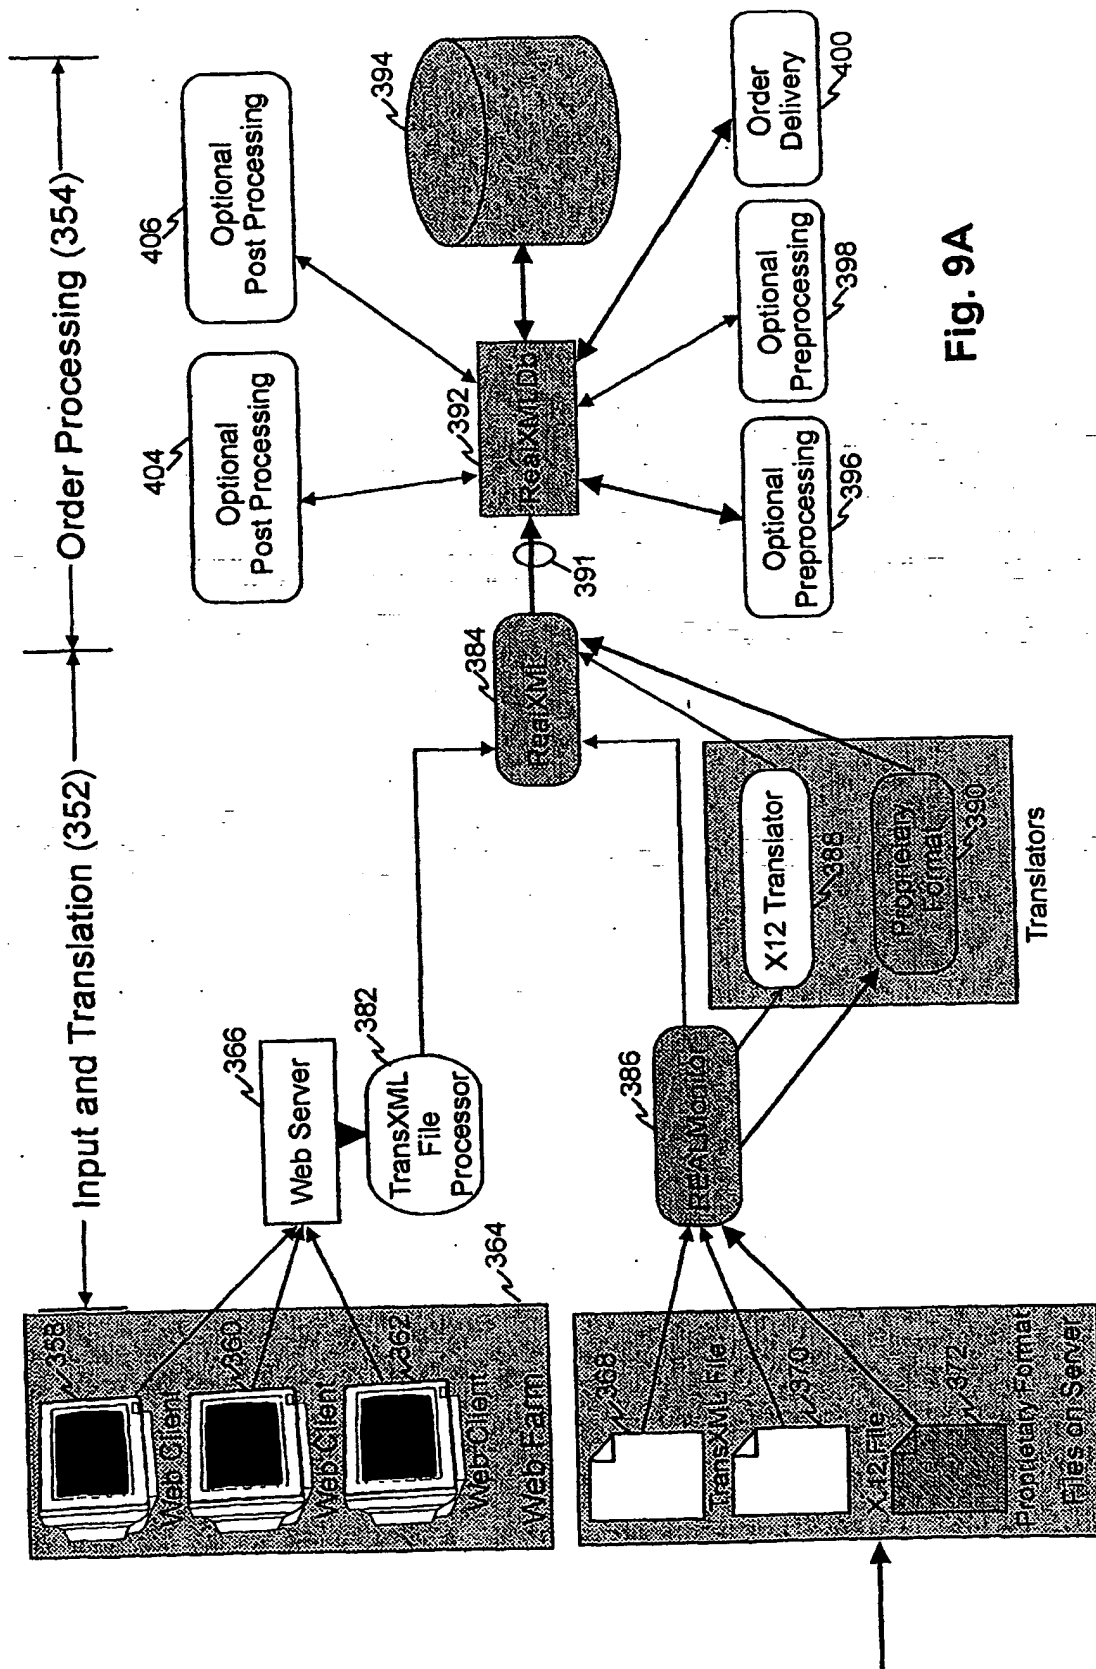 Input and Translation (352)
Order Processing (354)
358
Web Client
360
Web Client
362
Web Client
Web Farm
364
366
Web Server
382
TransXML
File
Processor
368
TransXML File
370
X12 File
372
Proprietary Format
Files on Server
386
REALMonitor
X12 Translator
388
Proprietary
Format
390
Translators
384
RealXML
391
392
RealXMLDb
394
404
Optional
Post Processing
406
Optional
Post Processing
Optional
Preprocessing
396
Optional
Preprocessing
398
Order
Delivery
400
Fig. 9A